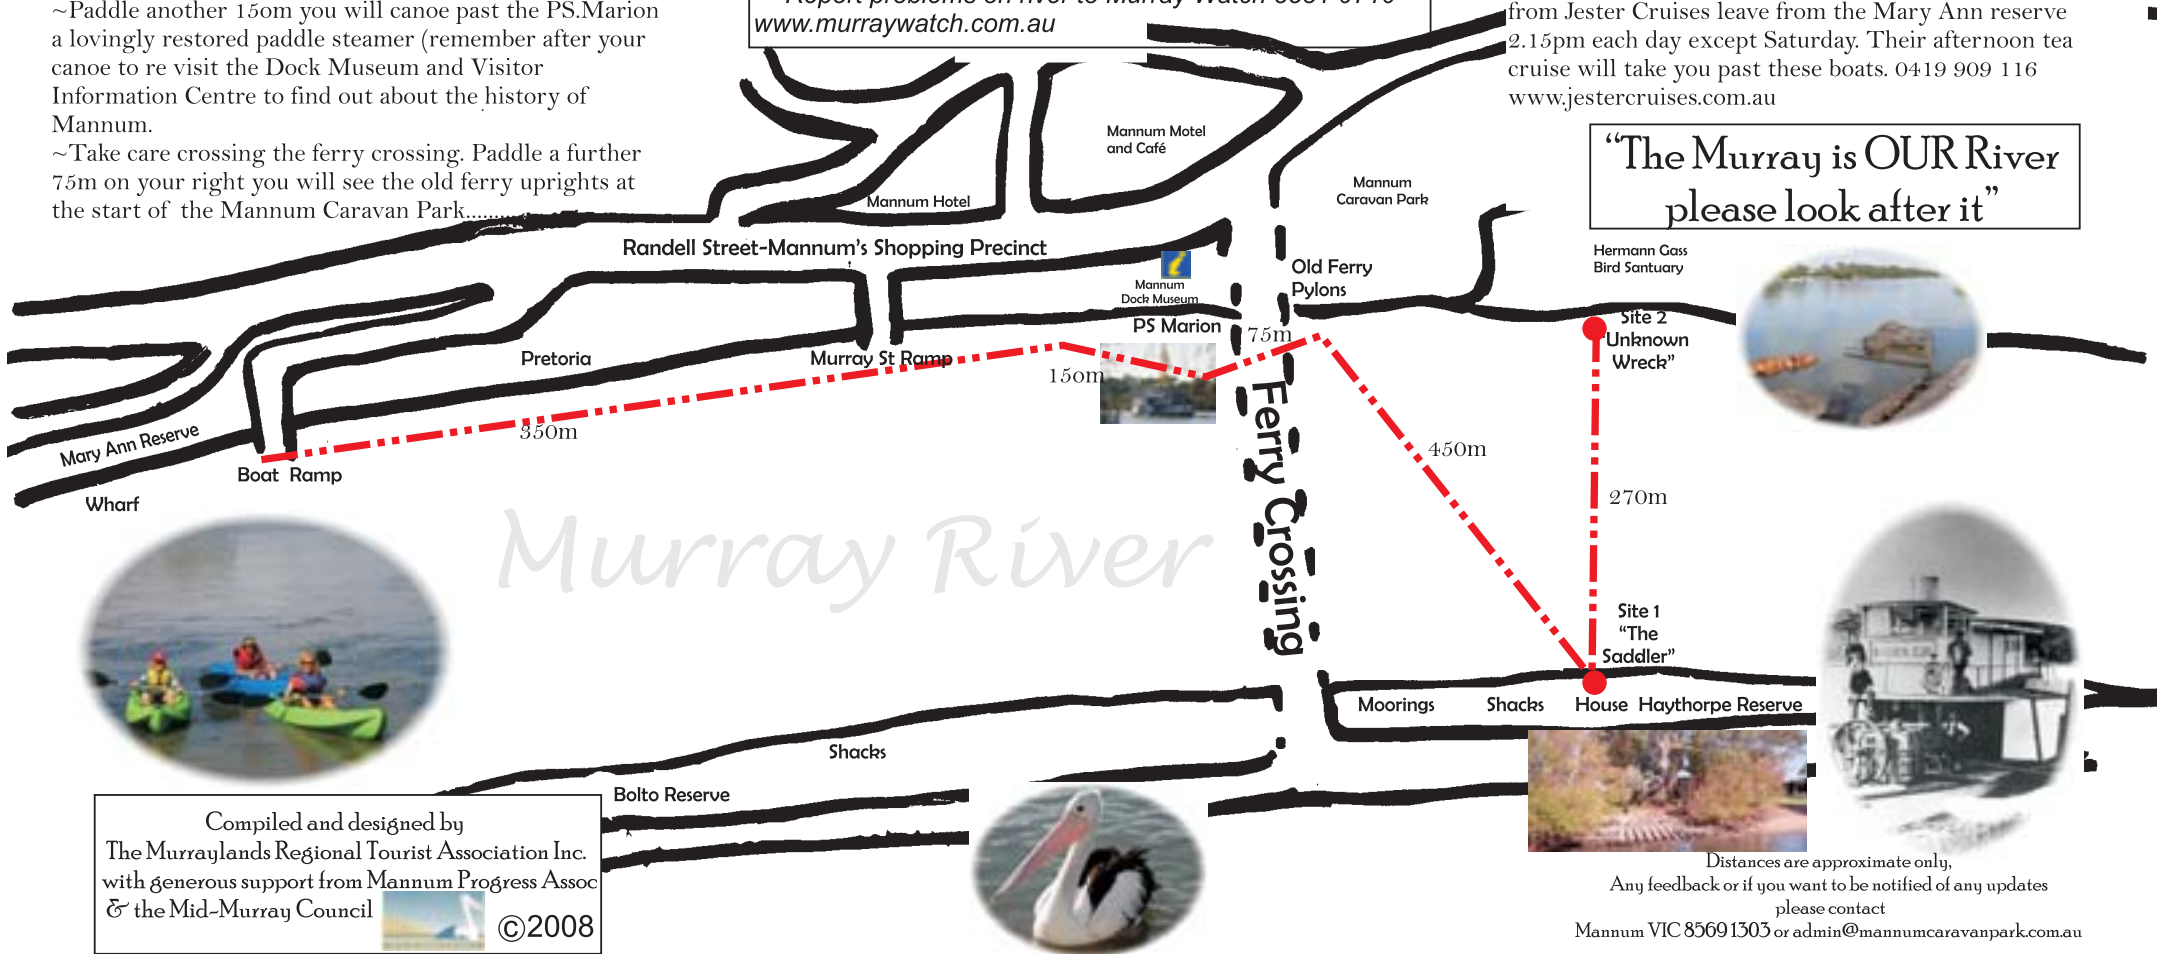 ~Paddle another 150m you will canoe past the PS.Marion
a lovingly restored paddle steamer (remember after your
canoe to re visit the Dock Museum and Visitor
Information Centre to find out about the history of
Mannum.
~Take care crossing the ferry crossing. Paddle a further
75m on your right you will see the old ferry uprights at
the start of the Mannum Caravan Park..........
www.murraywatch.com.au
from Jester Cruises leave from the Mary Ann reserve
2.15pm each day except Saturday. Their afternoon tea
cruise will take you past these boats. 0419 909 116
www.jestercruises.com.au
“The Murray is OUR River
please look after it”
Mannum Motel
and Café
Mannum Hotel
Mannum
Caravan Park
Randell Street-Mannum's Shopping Precinct
Hermann Gass
Bird Santuary
i
Mannum
Dock Museum
Old Ferry
Pylons
PS Marion
75m
Site 2
Unknown
Wreck”
Pretoria
Murray St Ramp
150m
350m
Mary Ann Reserve
Boat Ramp
Wharf
450m
270m
Ferry Crossing
Murray River
Site 1
“The
Saddler”
Moorings
Shacks
House
Haythorpe Reserve
Shacks
Bolto Reserve
Compiled and designed by
The Murraylands Regional Tourist Association Inc.
with generous support from Mannum Progress Assoc
& the Mid-Murray Council
©2008
Distances are approximate only,
Any feedback or if you want to be notified of any updates
please contact
Mannum VIC 8569 1303 or admin@mannumcaravanpark.com.au